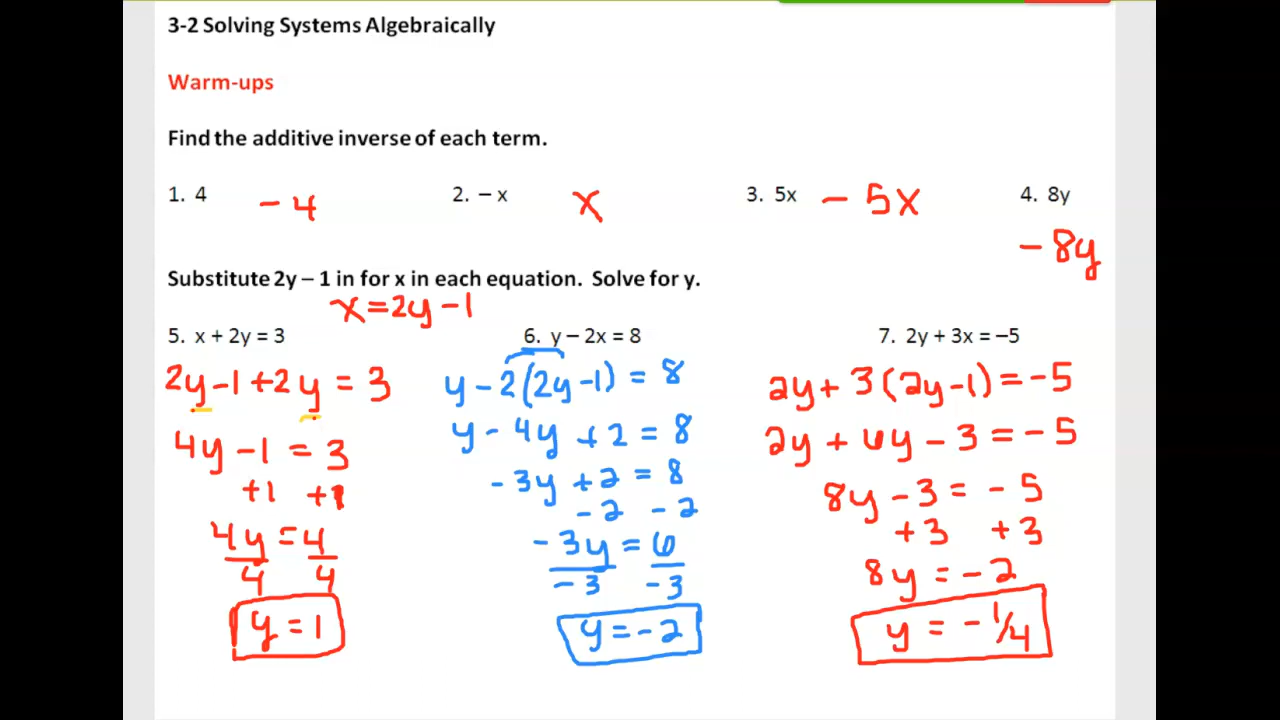 3-2 Solving Systems Algebraically
Warm-ups
Find the additive inverse of each term.
1. 4 -4 2. – x x 3. 5x - 5x 4. 8y
- 8y
Substitute 2y – 1 in for x in each equation. Solve for y.
x = 2y - 1
5. x + 2y = 3 6. y – 2x = 8 7. 2y + 3x = –5
2y - 1 + 2y = 3 y - 2(2y - 1) = 8 2y + 3(2y - 1) = -5
4y - 1 = 3 y - 4y + 2 = 8 2y + 6y - 3 = -5
+1 +1 -3y + 2 = 8 8y - 3 = -5
-2 -2 +3 +3
4y = 4 -3y = 6 8y = -2
4 4 -3 -3
y = 1 y = -2 y = -1/4